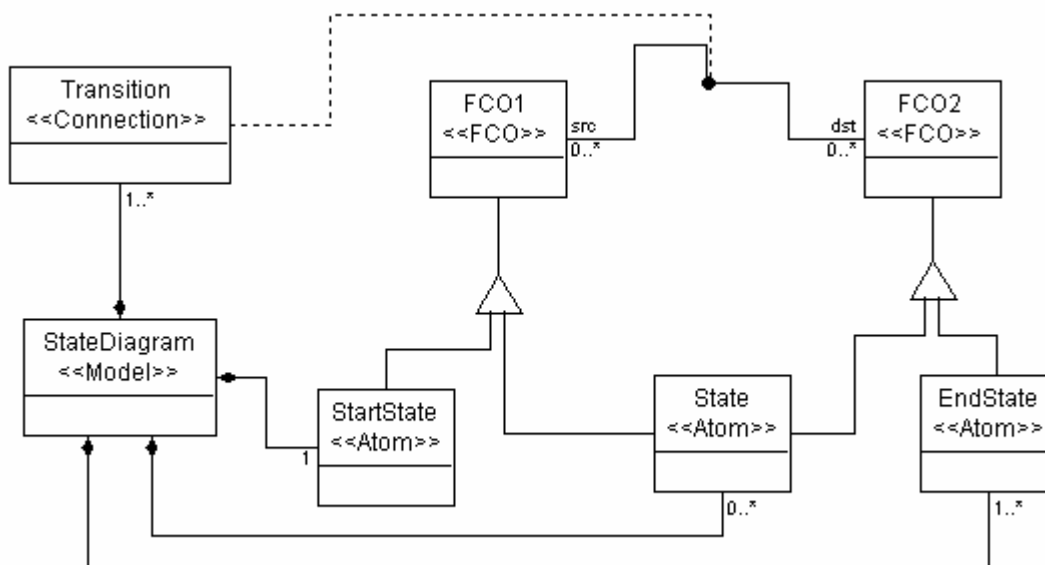 Transition
<<Connection>>
1..*
FCO1
<<FCO>>
src
0..*
dst
0..*
FCO2
<<FCO>>
StateDiagram
<<Model>>
StartState
<<Atom>>
1
State
<<Atom>>
0..*
EndState
<<Atom>>
1..*